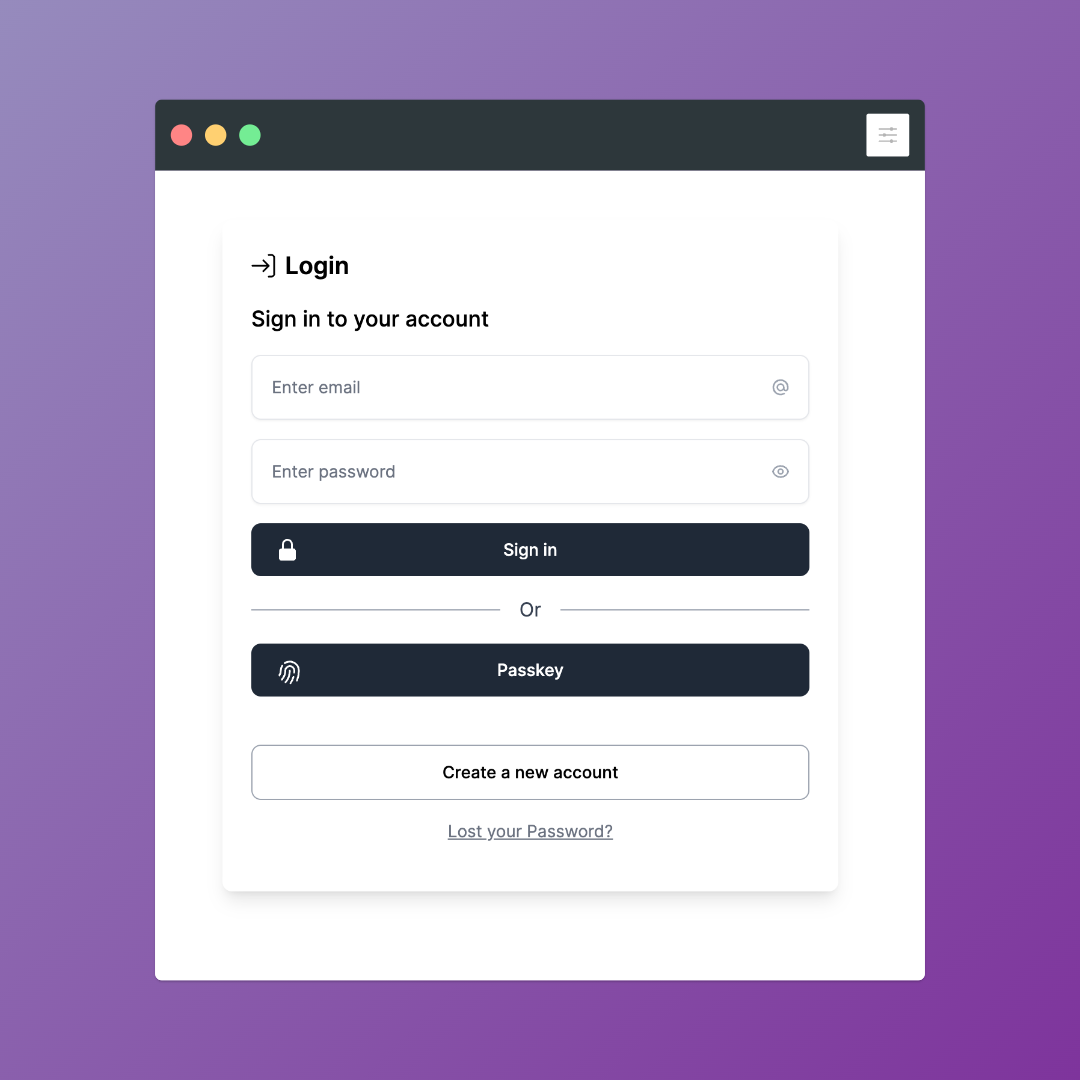 Login
Sign in to your account
Enter email
Enter password
Sign in
Or
Passkey
Create a new account
Lost your Password?